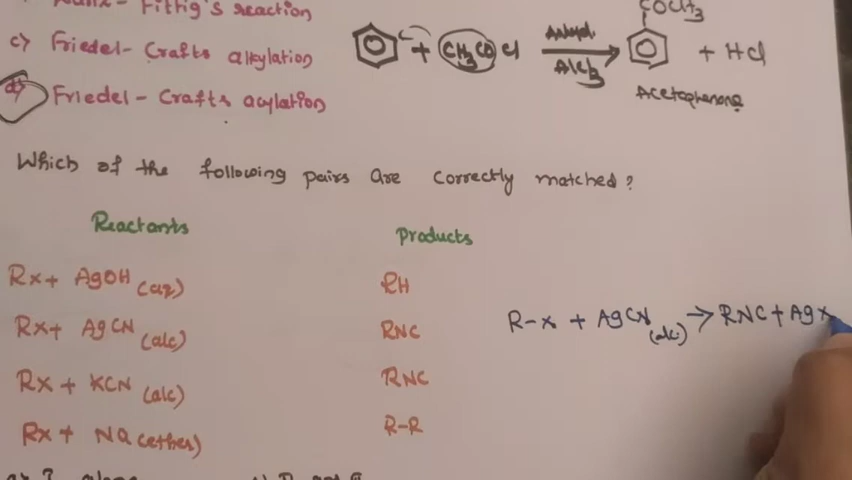 Fittig's reaction
c) Friedel-Crafts alkylation
d) Friedel-Crafts acylation
+ CH3CO Cl Anhyd. AlCl3 COCH3 + HCl
Acetophenone
Which of the following pairs are correctly matched?
Reactants Products
Rx+ AgOH (aq) RH
Rx+ AgCN (alc) RNC
Rx + KCN (alc) RNC
Rx + Na (ether) R-R
R-x + AgCN (alc) → RNC + Agx